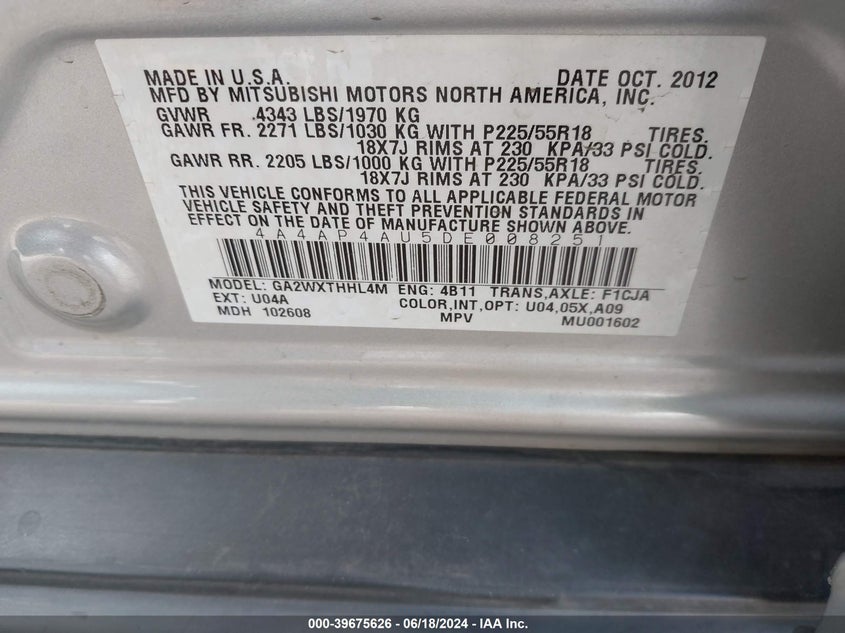 MADE IN U.S.A. DATE OCT. 2012
MFD BY MITSUBISHI MOTORS NORTH AMERICA, INC.
GVWR 4343 LBS/1970 KG
GAWR FR. 2271 LBS/1030 KG WITH P225/55R18 TIRES.
18X7J RIMS AT 230 KPA/33 PSI COLD.
GAWR RR. 2205 LBS/1000 KG WITH P225/55R18 TIRES.
18X7J RIMS AT 230 KPA/33 PSI COLD.
THIS VEHICLE CONFORMS TO ALL APPLICABLE FEDERAL MOTOR
VEHICLE SAFETY AND THEFT PREVENTION STANDARDS IN
EFFECT ON THE DATE OF MANUFACTURE SHOWN ABOVE.
4A4AP4AU5DE008251
MODEL: GA2WXTHHL4M ENG: 4B11 TRANS,AXLE: F1CJA
EXT: U04A COLOR,INT,OPT: U04,05X,A09
MDH 102608 MPV MU001602
000-39675626 - 06/18/2024 - IAA Inc.